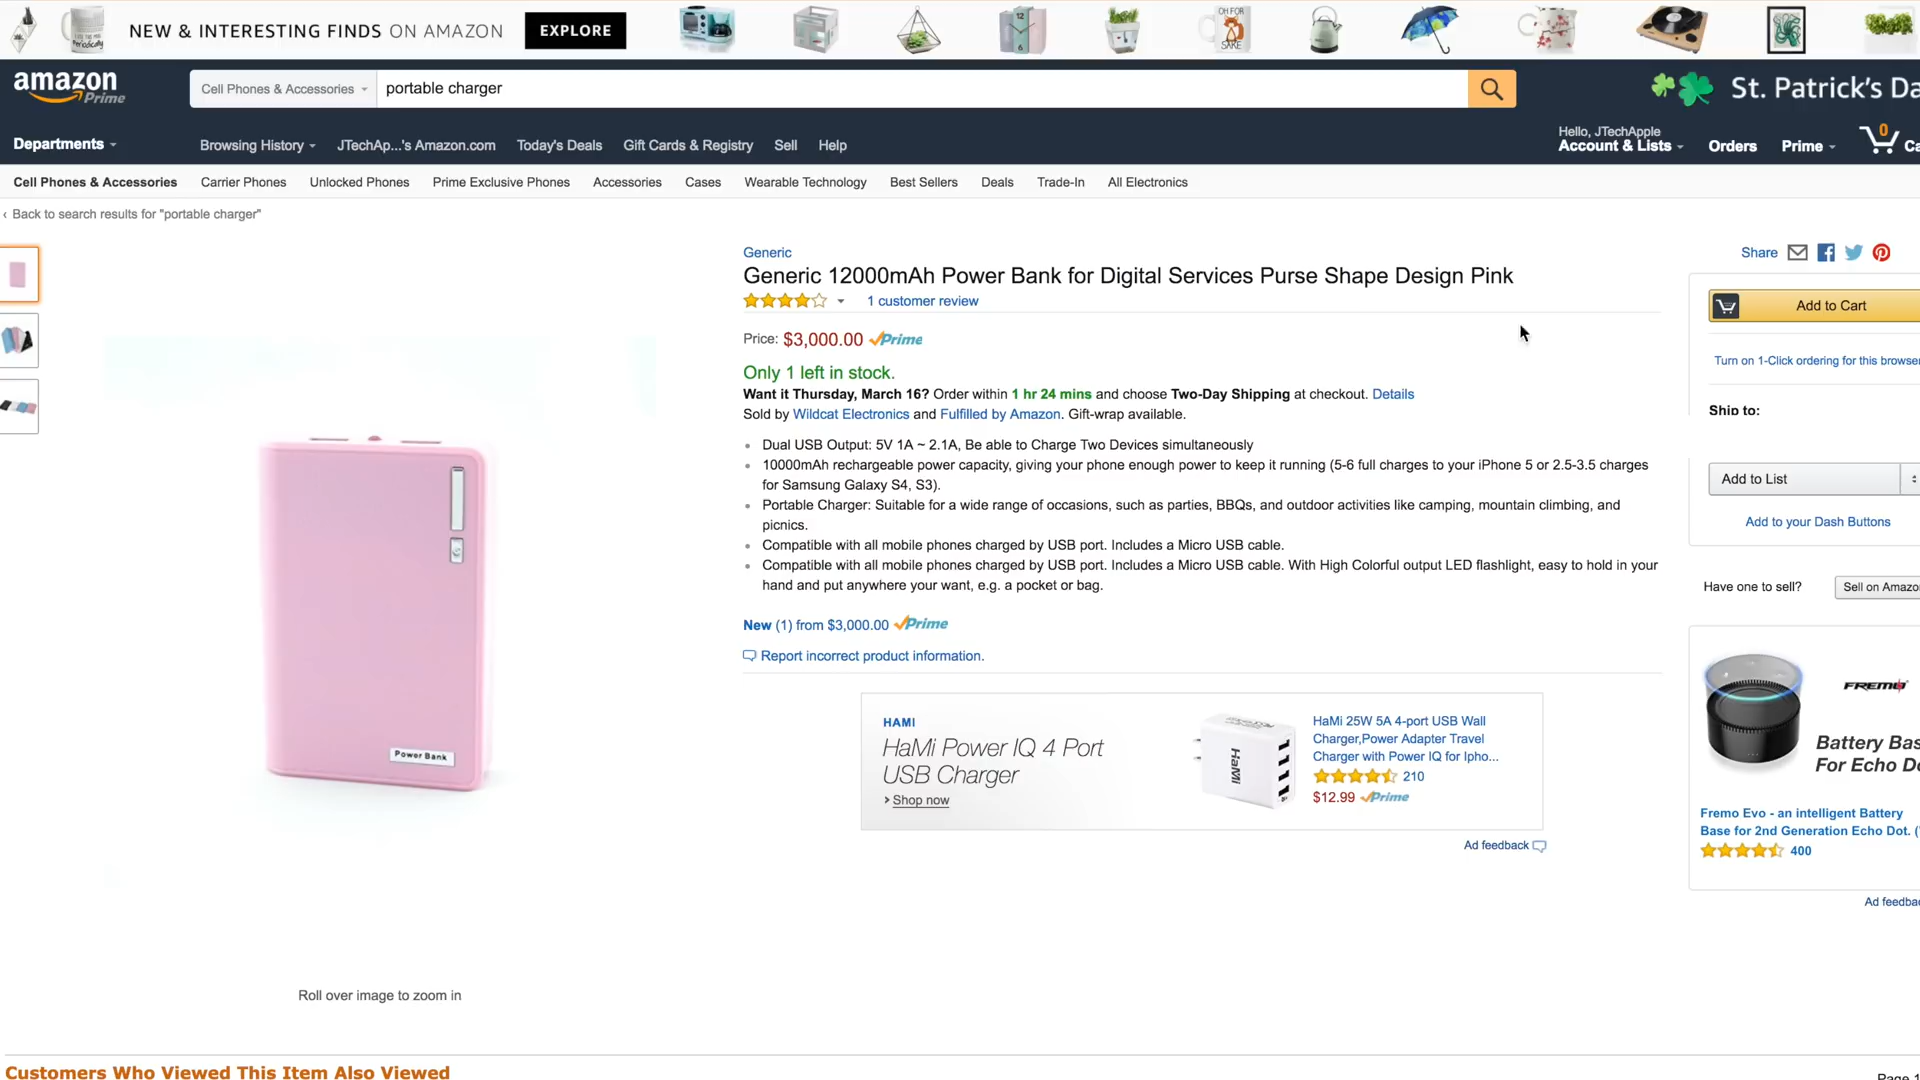 NEW & INTERESTING FINDS ON AMAZON EXPLORE
OH FOR
SAKE
amazon Prime
Cell Phones & Accessories
portable charger
St. Patrick's Da
Departments
Browsing History
JTechAp...'s Amazon.com
Today's Deals
Gift Cards & Registry
Sell
Help
Hello, JTechApple
Account & Lists
Orders
Prime
0
Ca
Cell Phones & Accessories
Carrier Phones
Unlocked Phones
Prime Exclusive Phones
Accessories
Cases
Wearable Technology
Best Sellers
Deals
Trade-In
All Electronics
‹ Back to search results for "portable charger"
Power Bank
Roll over image to zoom in
Generic
Generic 12000mAh Power Bank for Digital Services Purse Shape Design Pink
1 customer review
Price: $3,000.00 Prime
Only 1 left in stock.
Want it Thursday, March 16? Order within 1 hr 24 mins and choose Two-Day Shipping at checkout. Details
Sold by Wildcat Electronics and Fulfilled by Amazon. Gift-wrap available.
• Dual USB Output: 5V 1A ~ 2.1A, Be able to Charge Two Devices simultaneously
• 10000mAh rechargeable power capacity, giving your phone enough power to keep it running (5-6 full charges to your iPhone 5 or 2.5-3.5 charges
for Samsung Galaxy S4, S3).
• Portable Charger: Suitable for a wide range of occasions, such as parties, BBQs, and outdoor activities like camping, mountain climbing, and
picnics.
• Compatible with all mobile phones charged by USB port. Includes a Micro USB cable.
• Compatible with all mobile phones charged by USB port. Includes a Micro USB cable. With High Colorful output LED flashlight, easy to hold in your
hand and put anywhere your want, e.g. a pocket or bag.
New (1) from $3,000.00 Prime
Report incorrect product information.
HAMI
HaMi Power IQ 4 Port
USB Charger
› Shop now
HaMi
HaMi 25W 5A 4-port USB Wall
Charger,Power Adapter Travel
Charger with Power IQ for Ipho...
210
$12.99 Prime
Ad feedback
Share
Add to Cart
Turn on 1-Click ordering for this browser
Ship to:
Add to List
Add to your Dash Buttons
Have one to sell?
Sell on Amazo
FREMO
Battery Bas
For Echo Do
Fremo Evo - an intelligent Battery
Base for 2nd Generation Echo Dot. (
400
Ad feedba
Customers Who Viewed This Item Also Viewed
Page 1